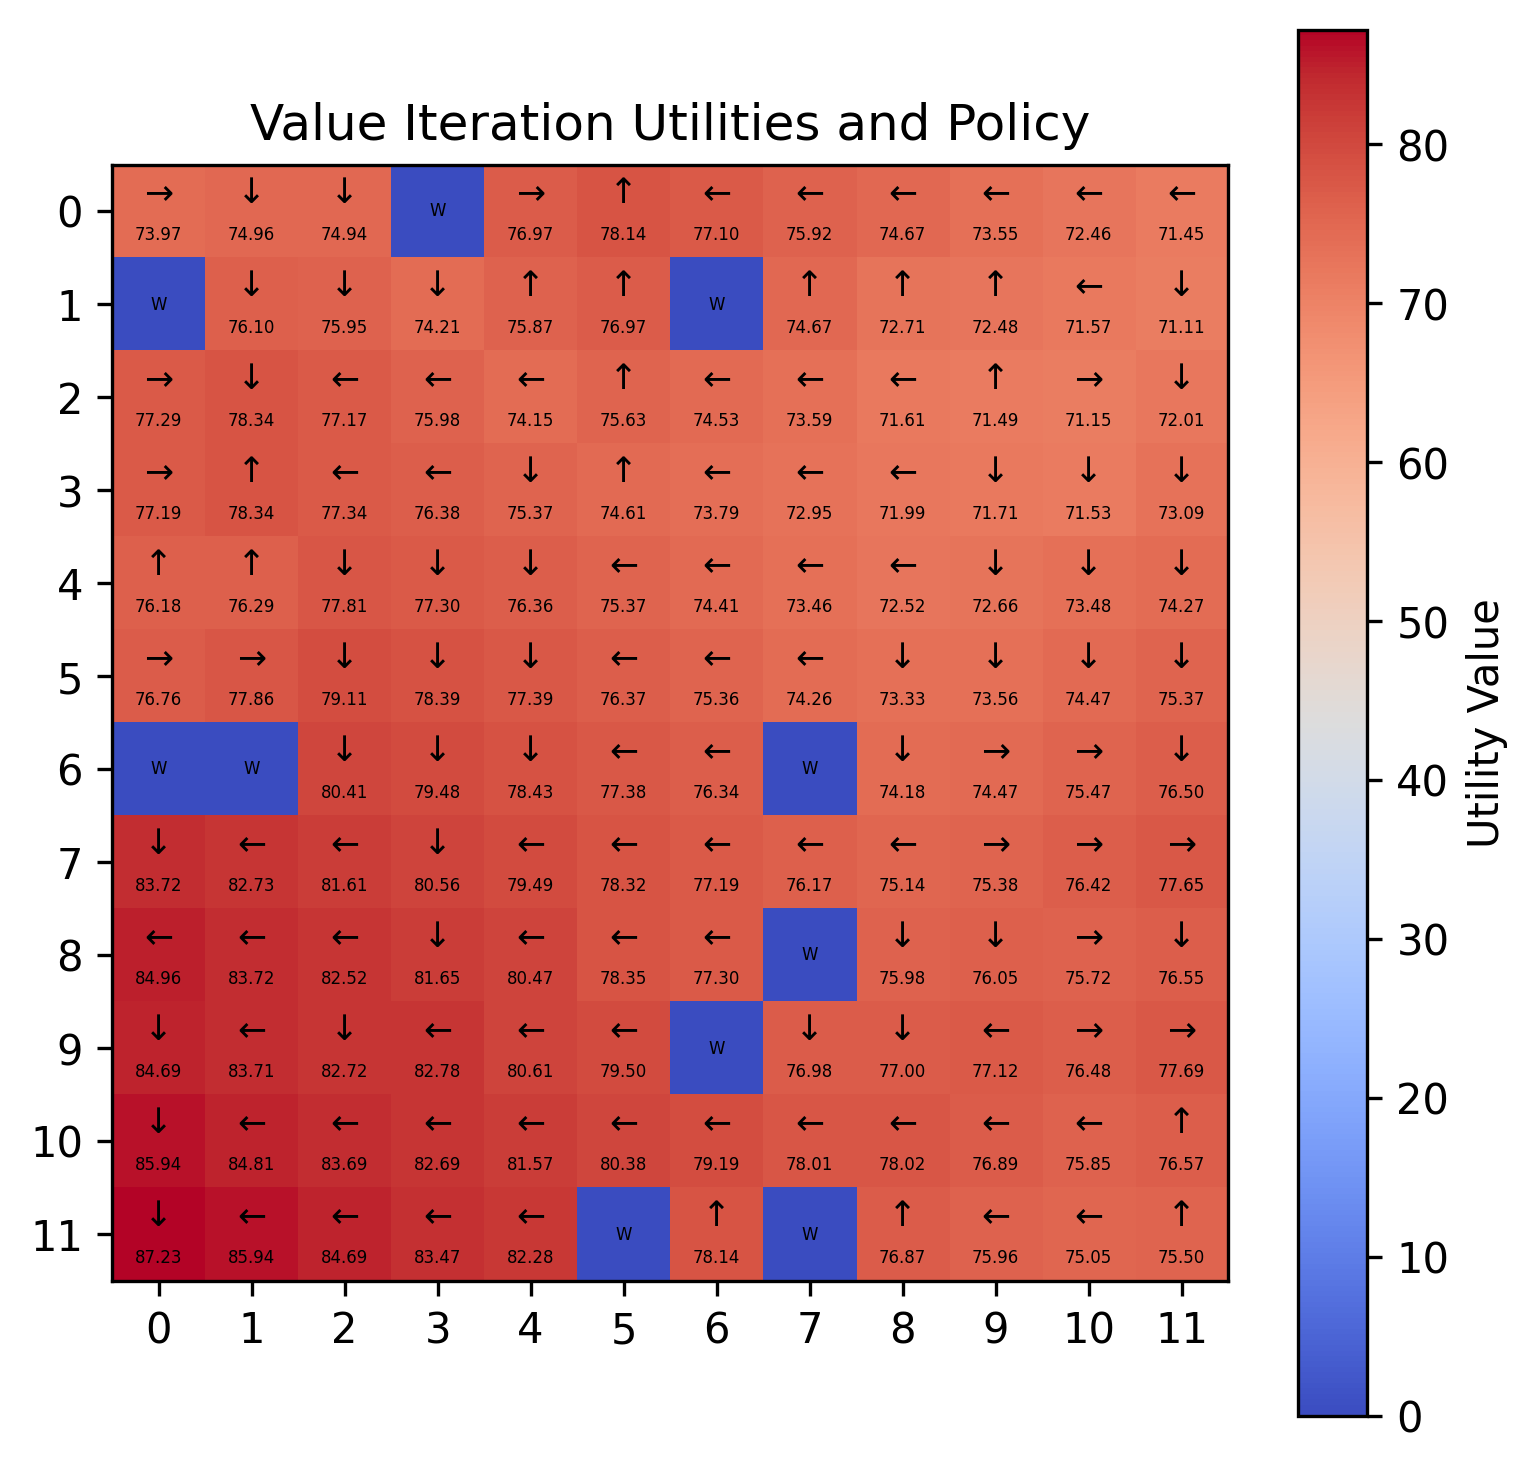 Value Iteration Utilities and Policy
0 → ↓ ↓ W → ↑ ← ← ← ← ← ←
73.97 74.96 74.94 76.97 78.14 77.10 75.92 74.67 73.55 72.46 71.45
1 W ↓ ↓ ↓ ↑ ↑ W ↑ ↑ ↑ ← ↓
76.10 75.95 74.21 75.87 76.97 74.67 72.71 72.48 71.57 71.11
2 → ↓ ← ← ← ↑ ← ← ← ↑ → ↓
77.29 78.34 77.17 75.98 74.15 75.63 74.53 73.59 71.61 71.49 71.15 72.01
3 → ↑ ← ← ↓ ↑ ← ← ← ↓ ↓ ↓
77.19 78.34 77.34 76.38 75.37 74.61 73.79 72.95 71.99 71.71 71.53 73.09
4 ↑ ↑ ↓ ↓ ↓ ← ← ← ← ↓ ↓ ↓
76.18 76.29 77.81 77.30 76.36 75.37 74.41 73.46 72.52 72.66 73.48 74.27
5 → → ↓ ↓ ↓ ← ← ← ↓ ↓ ↓ ↓
76.76 77.86 79.11 78.39 77.39 76.37 75.36 74.26 73.33 73.56 74.47 75.37
6 W W ↓ ↓ ↓ ← ← W ↓ → → ↓
80.41 79.48 78.43 77.38 76.34 74.18 74.47 75.47 76.50
7 ↓ ← ← ↓ ← ← ← ← ← → → →
83.72 82.73 81.61 80.56 79.49 78.32 77.19 76.17 75.14 75.38 76.42 77.65
8 ← ← ← ↓ ← ← ← W ↓ ↓ → ↓
84.96 83.72 82.52 81.65 80.47 78.35 77.30 75.98 76.05 75.72 76.55
9 ↓ ← ↓ ← ← ← W ↓ ↓ ← → →
84.69 83.71 82.72 82.78 80.61 79.50 76.98 77.00 77.12 76.48 77.69
10 ↓ ← ← ← ← ← ← ← ← ← ← ↑
85.94 84.81 83.69 82.69 81.57 80.38 79.19 78.01 78.02 76.89 75.85 76.57
11 ↓ ← ← ← ← W ↑ W ↑ ← ← ↑
87.23 85.94 84.69 83.47 82.28 78.14 76.87 75.96 75.05 75.50
0 1 2 3 4 5 6 7 8 9 10 11
80
70
60
50
40
30
20
10
0
Utility Value